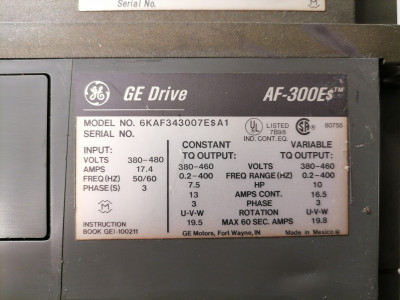 Serial No.
GE Drive AF-300E$™
MODEL NO. 6KAF343007E$A1
SERIAL NO.
UL LISTED 7B98 IND. CONT. EQ.
SA 80755
INPUT:
VOLTS 380-480
AMPS 17.4
FREQ(HZ) 50/60
PHASE(S) 3
INSTRUCTION
BOOK GEI-100211
CONSTANT VARIABLE
TQ OUTPUT: TQ OUTPUT:
380-460 VOLTS 380-460
0.2-400 FREQ RANGE(HZ) 0.2-400
7.5 HP 10
13 AMPS 16.5
3 PHASE 3
U-V-W ROTATION U-V-W
19.5 MAX 60 SEC. AMPS 19.8
GE Motors, Fort Wayne, IN Made in Mexico